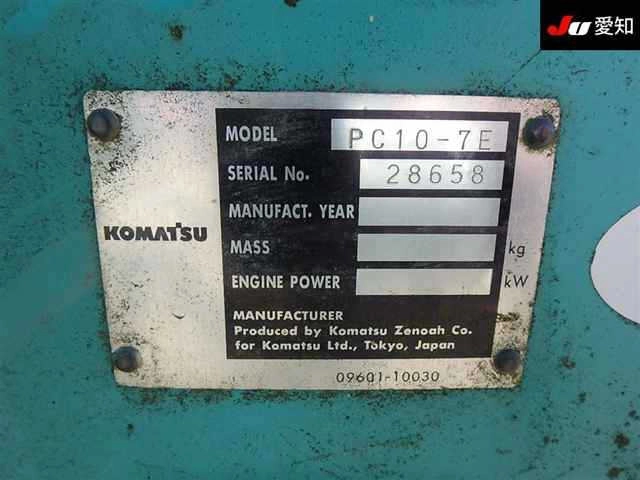 Ju 愛知
MODEL PC10-7E
SERIAL No. 28658
MANUFACT. YEAR
KOMATSU
MASS kg
ENGINE POWER kW
MANUFACTURER
Produced by Komatsu Zenoah Co.
for Komatsu Ltd., Tokyo, Japan
09601-10030